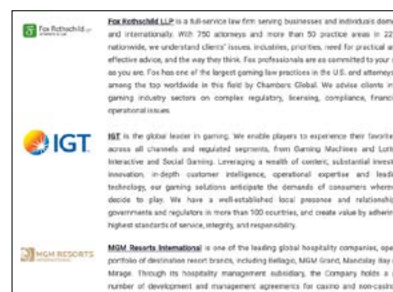 Fox Rothschild LLP
Fox Rothschild LLP is a full-service law firm serving businesses and individuals dome
and internationally. With 750 attorneys and more than 50 practice areas in 22
nationwide, we understand clients' issues, industries, priorities, need for practical a
effective advice, and the way they think. Fox professionals are as committed to your
as you are. Fox has one of the largest gaming law practices in the U.S. and attorneys
among the top worldwide in this field by Chambers Global. We advise clients in
gaming industry sectors on complex regulatory, licensing, compliance, financi
operational issues
IGT
IGT is the global leader in gaming. We enable players to experience their favorite
across all channels and regulated segments, from Gaming Machines and Lott
Interactive and Social Gaming. Leveraging a wealth of content, substantial invest
innovation, in-depth customer intelligence, operational expertise and leadi
technology, our gaming solutions anticipate the demands of consumers where
decide to play. We have a well-established local presence and relationship
governments and regulators in more than 100 countries, and create value by adherin
highest standards of service, integrity, and responsibility.
MGM RESORTS
INTERNATIONAL
MGM Resorts International is one of the leading global hospitality companies, ope
portfolio of destination resort brands, including Bellagio, MGM Grand, Mandalay Bay
Mirage. Through its hospitality management subsidiary, the Company holds a
number of development and management agreements for casino and non-casino